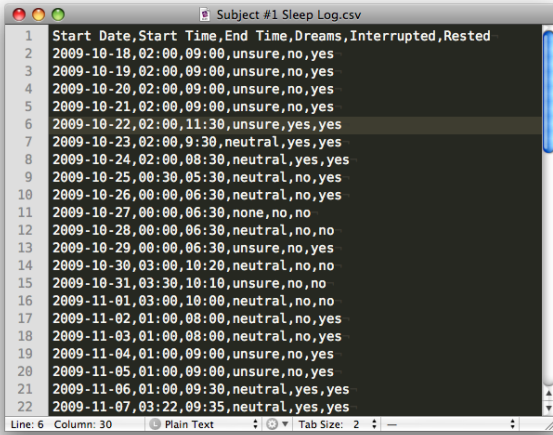 Subject #1 Sleep Log.csv
1 Start Date,Start Time,End Time,Dreams,Interrupted,Rested
2 2009-10-18,02:00,09:00,unsure,no,yes
3 2009-10-19,02:00,09:00,unsure,no,yes
4 2009-10-20,02:00,09:00,unsure,no,yes
5 2009-10-21,02:00,09:00,unsure,no,yes
6 2009-10-22,02:00,11:30,unsure,yes,yes
7 2009-10-23,02:00,9:30,neutral,yes,yes
8 2009-10-24,02:00,08:30,neutral,yes,yes
9 2009-10-25,00:30,05:30,neutral,no,yes
10 2009-10-26,00:00,06:30,neutral,no,yes
11 2009-10-27,00:00,06:30,none,no,no
12 2009-10-28,00:00,06:30,neutral,no,no
13 2009-10-29,00:00,06:30,unsure,no,yes
14 2009-10-30,03:00,10:20,neutral,no,no
15 2009-10-31,03:30,10:10,unsure,no,no
16 2009-11-01,03:00,10:00,neutral,no,no
17 2009-11-02,01:00,08:00,neutral,no,yes
18 2009-11-03,01:00,08:00,neutral,no,yes
19 2009-11-04,01:00,09:00,unsure,no,yes
20 2009-11-05,01:00,09:00,unsure,no,yes
21 2009-11-06,01:00,09:30,neutral,yes,yes
22 2009-11-07,03:22,09:35,neutral,yes,yes
Line: 6 Column: 30 Plain Text Tab Size: 2 —